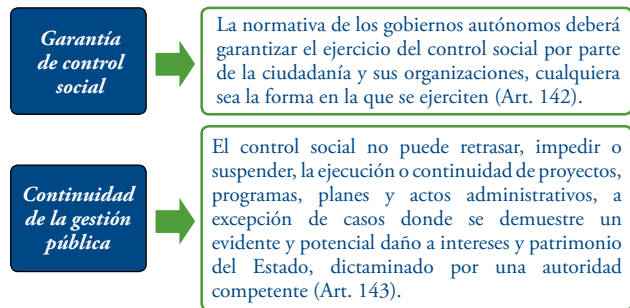 Garantía
de control
social
La normativa de los gobiernos autónomos deberá
garantizar el ejercicio del control social por parte
de la ciudadanía y sus organizaciones, cualquiera
sea la forma en la que se ejerciten (Art. 142).
Continuidad
de la gestión
pública
El control social no puede retrasar, impedir o
suspender, la ejecución o continuidad de proyectos,
programas, planes y actos administrativos, a
excepción de casos donde se demuestre un
evidente y potencial daño a intereses y patrimonio
del Estado, dictaminado por una autoridad
competente (Art. 143).